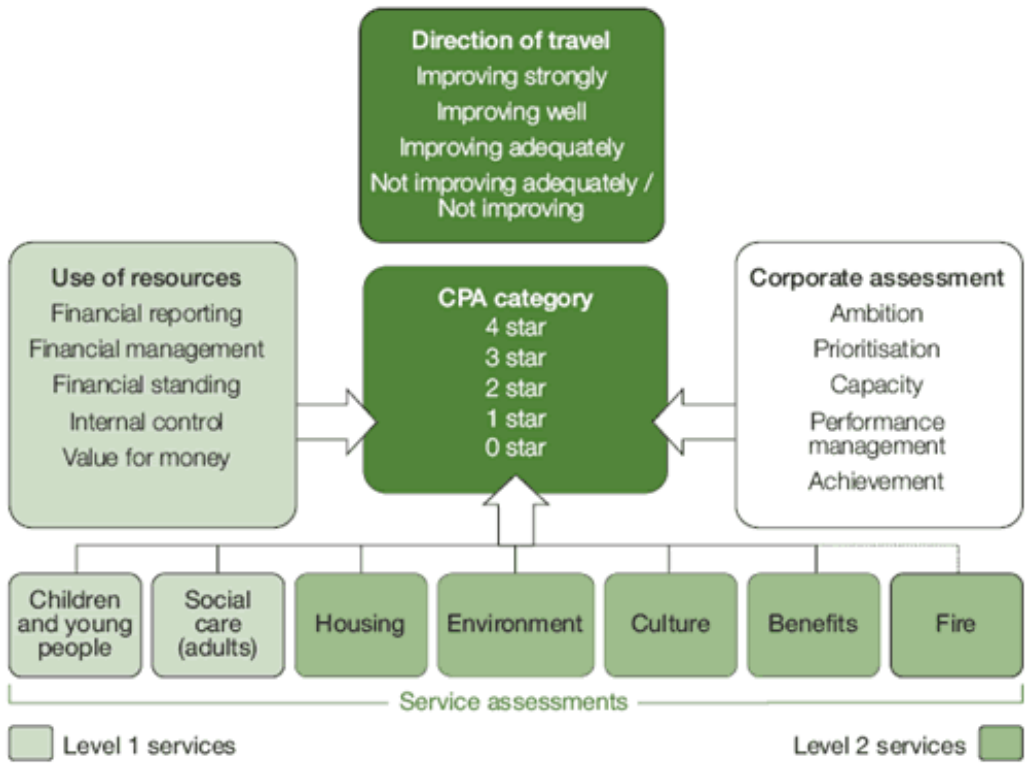 Direction of travel
Improving strongly
Improving well
Improving adequately
Not improving adequately /
Not improving
Use of resources
Financial reporting
Financial management
Financial standing
Internal control
Value for money
CPA category
4 star
3 star
2 star
1 star
0 star
Corporate assessment
Ambition
Prioritisation
Capacity
Performance
management
Achievement
Children
and young
people
Social
care
(adults)
Housing
Environment
Culture
Benefits
Fire
Service assessments
Level 1 services
Level 2 services